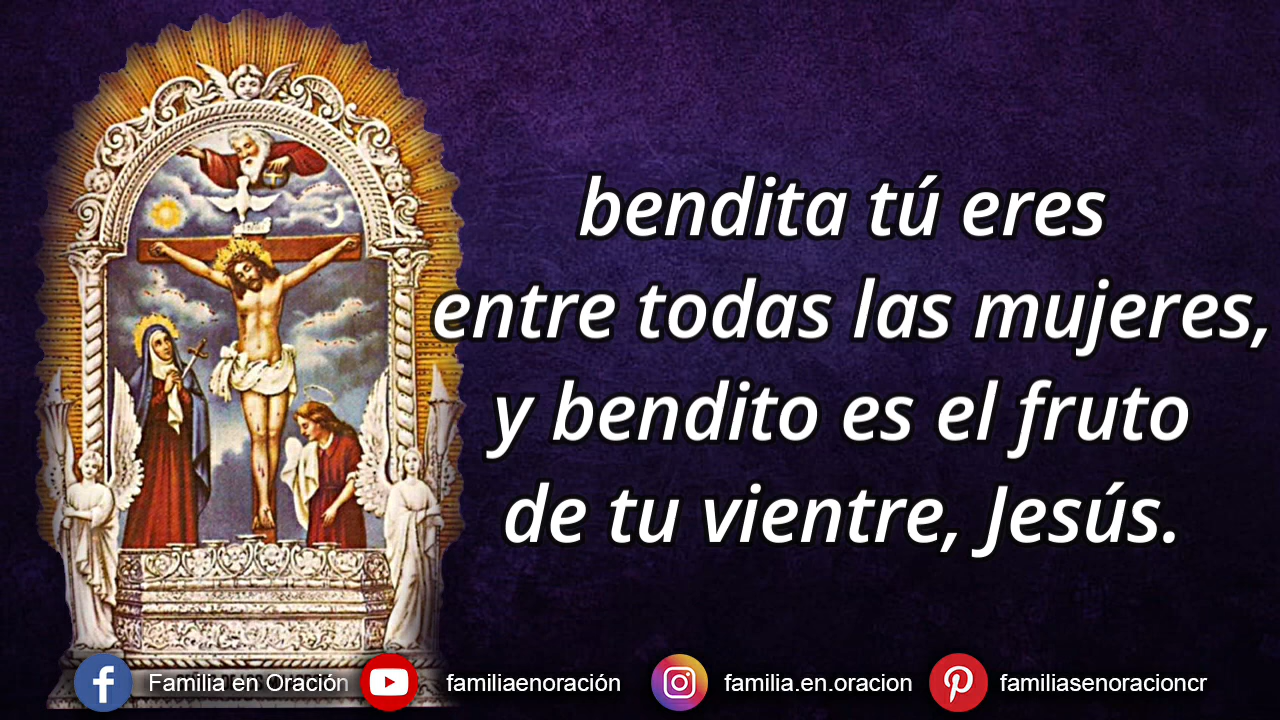 bendita tú eres
entre todas las mujeres,
y bendito es el fruto
de tu vientre, Jesús.
Familia en Oración
familiaenoración
familia.en.oracion
familiasenoracioncr